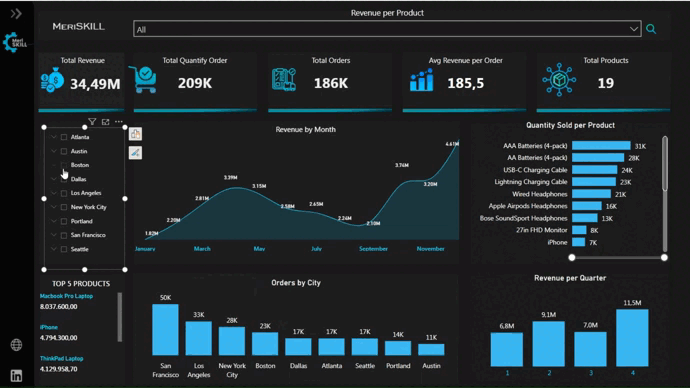 Revenue per Product
MERISKILL
All
Meri
SKILL
Total Revenue
34,49M
Total Quantify Order
209K
Total Orders
186K
Avg Revenue per Order
185,5
Total Products
19
Atlanta
Austin
Boston
Dallas
Los Angeles
New York City
Portland
San Francisco
Seattle
Revenue by Month
1.82M
2.20M
2.81M
3.39M
3.15M
2.58M
2.65M
2.24M
2.10M
3.74M
3.20M
4.61M
January
March
May
July
September
November
Quantity Sold per Product
AAA Batteries (4-pack) 31K
AA Batteries (4-pack) 28K
USB-C Charging Cable 24K
Lightning Charging Cable 23K
Wired Headphones 21K
Apple Airpods Headphones 16K
Bose SoundSport Headphones 13K
27in FHD Monitor 8K
iPhone 7K
TOP 5 PRODUCTS
Macbook Pro Laptop
8.037.600,00
iPhone
4.794.300,00
ThinkPad Laptop
4.129.958,70
Orders by City
50K
33K
28K
23K
17K
17K
17K
14K
11K
San Francisco
Los Angeles
New York City
Boston
Dallas
Atlanta
Seattle
Portland
Austin
Revenue per Quarter
6.8M
9.1M
7.0M
11.5M
1
2
3
4
in